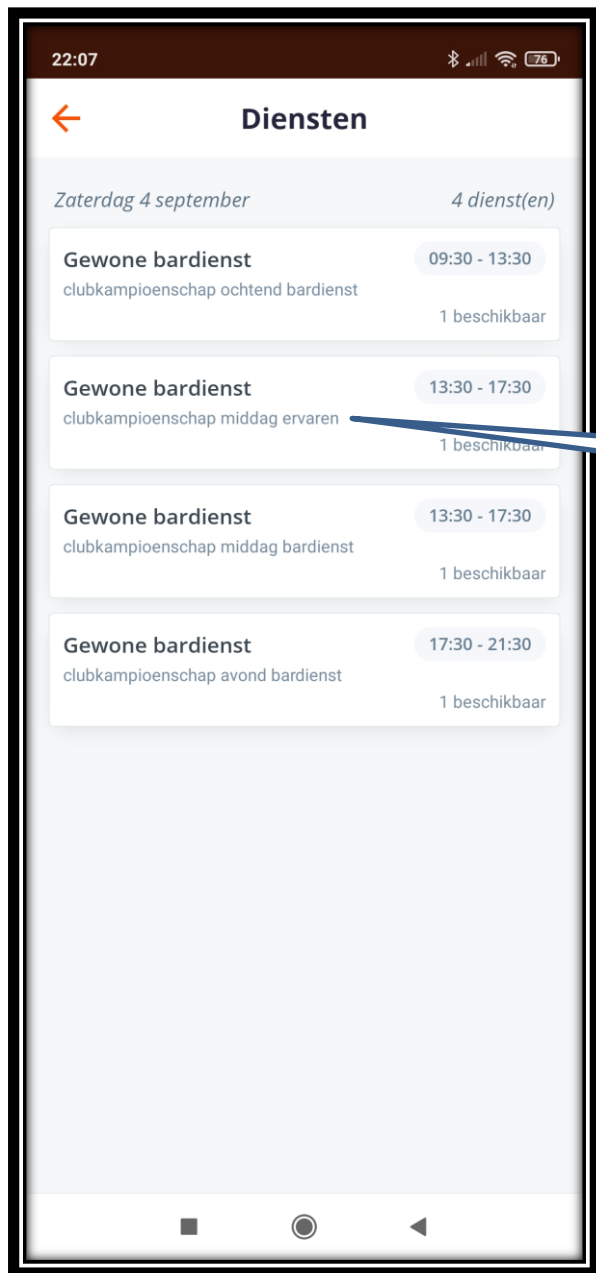 22:07 76
Diensten
Zaterdag 4 september 4 dienst(en)
Gewone bardienst 09:30 - 13:30
clubkampioenschap ochtend bardienst
1 beschikbaar
Gewone bardienst 13:30 - 17:30
clubkampioenschap middag ervaren
1 beschikbaar
Gewone bardienst 13:30 - 17:30
clubkampioenschap middag bardienst
1 beschikbaar
Gewone bardienst 17:30 - 21:30
clubkampioenschap avond bardienst
1 beschikbaar